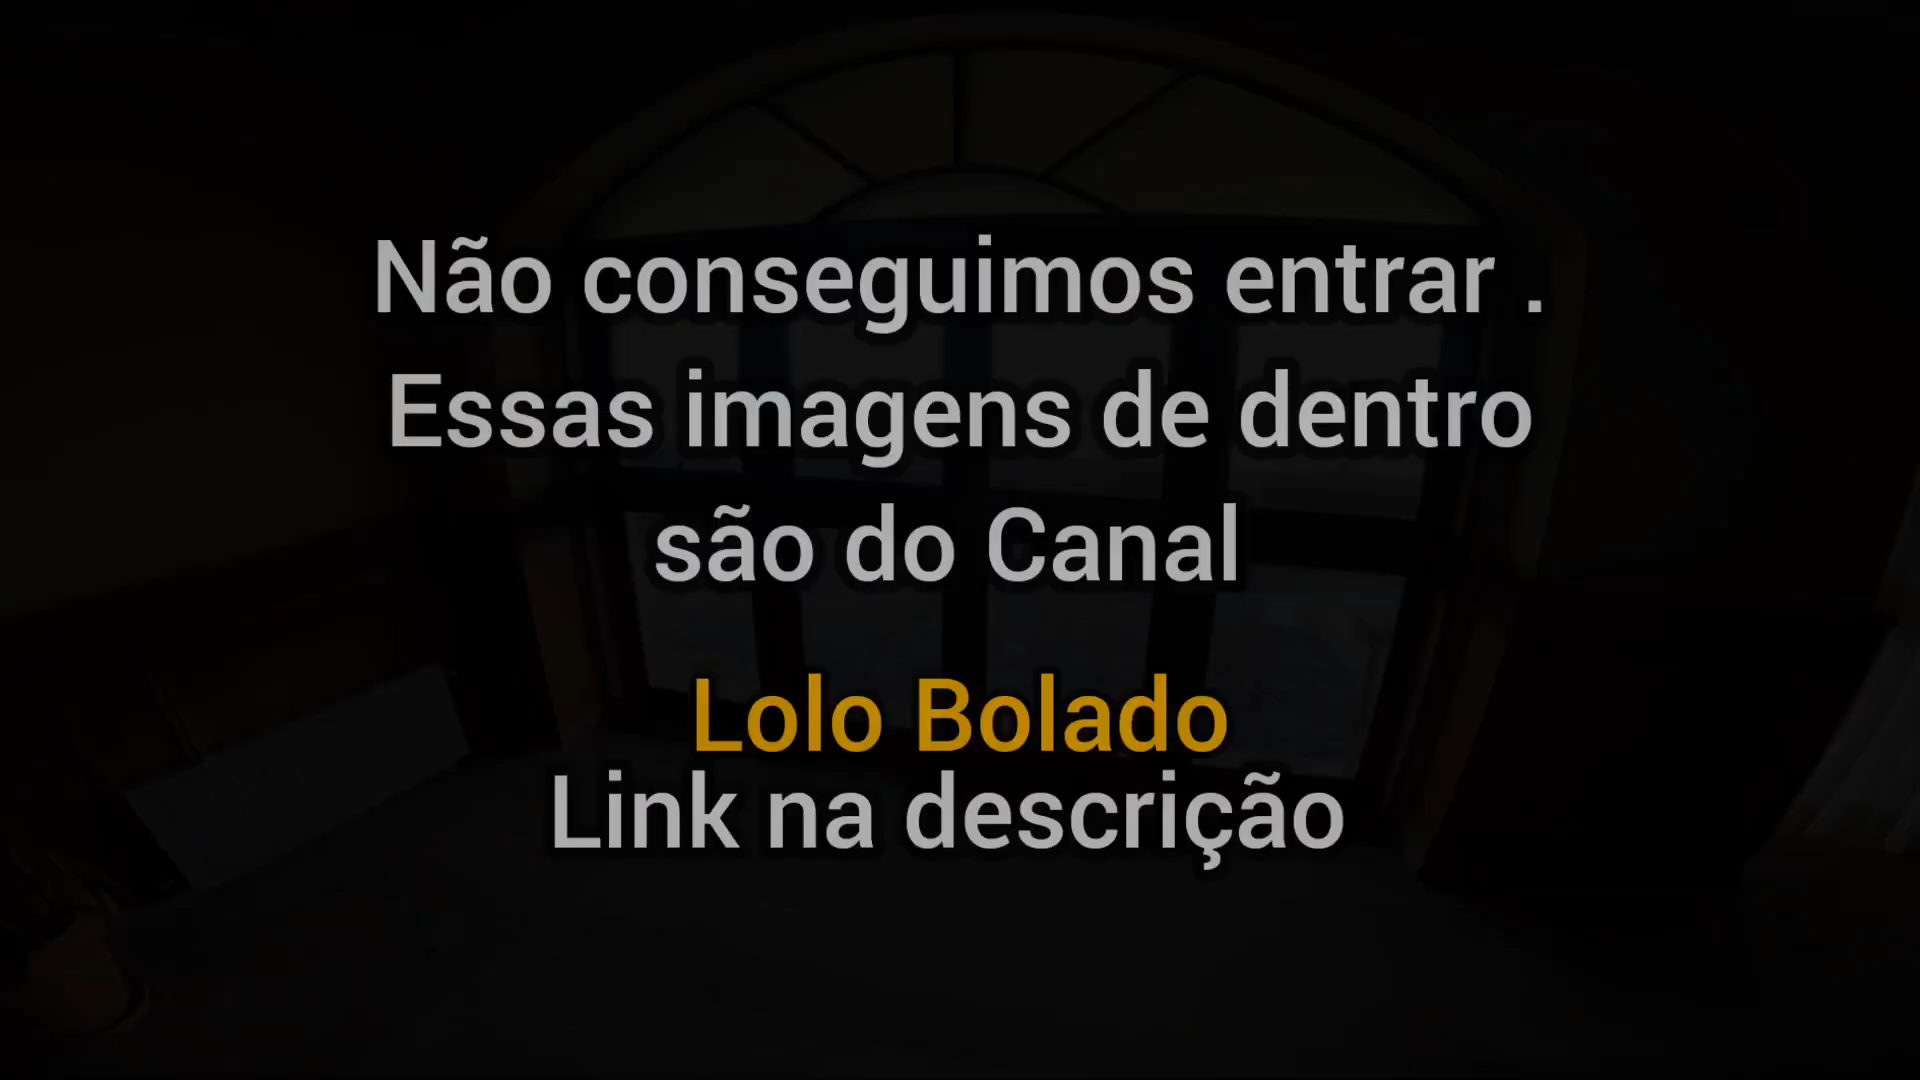 Não conseguimos entrar .
Essas imagens de dentro
são do Canal
Lolo Bolado
Link na descrição